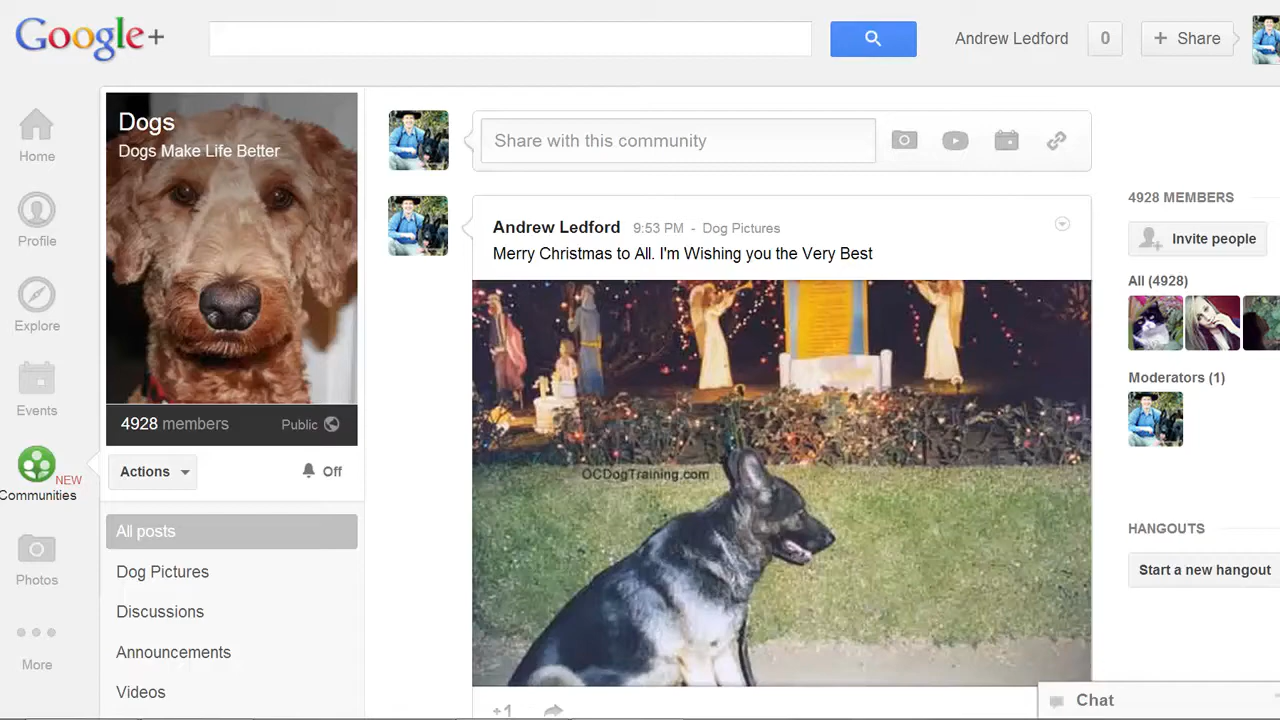 Google+
Andrew Ledford
0
+ Share
Home
Profile
Explore
Events
NEW
Communities
Photos
More
Dogs
Dogs Make Life Better
4928 members
Public
Actions
Off
All posts
Dog Pictures
Discussions
Announcements
Videos
Share with this community
Andrew Ledford 9:53 PM - Dog Pictures
Merry Christmas to All. I'm Wishing you the Very Best
OCDogTraining.com
+1
4928 MEMBERS
Invite people
All (4928)
Moderators (1)
HANGOUTS
Start a new hangout
Chat